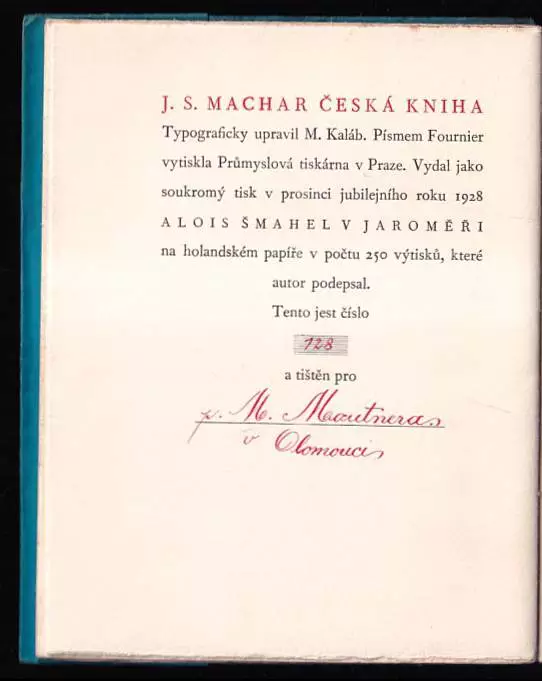 J. S. MACHAR ČESKÁ KNIHA
Typograficky upravil M. Kaláb. Písmem Fournier
vytiskla Průmyslová tiskárna v Praze. Vydal jako
soukromý tisk v prosinci jubilejního roku 1928
ALOIS ŠMAHEL V JAROMĚŘI
na holandském papíře v počtu 250 výtisků, které
autor podepsal.
Tento jest číslo
128
a tištěn pro
p. M. Mautnera
v Olomouci